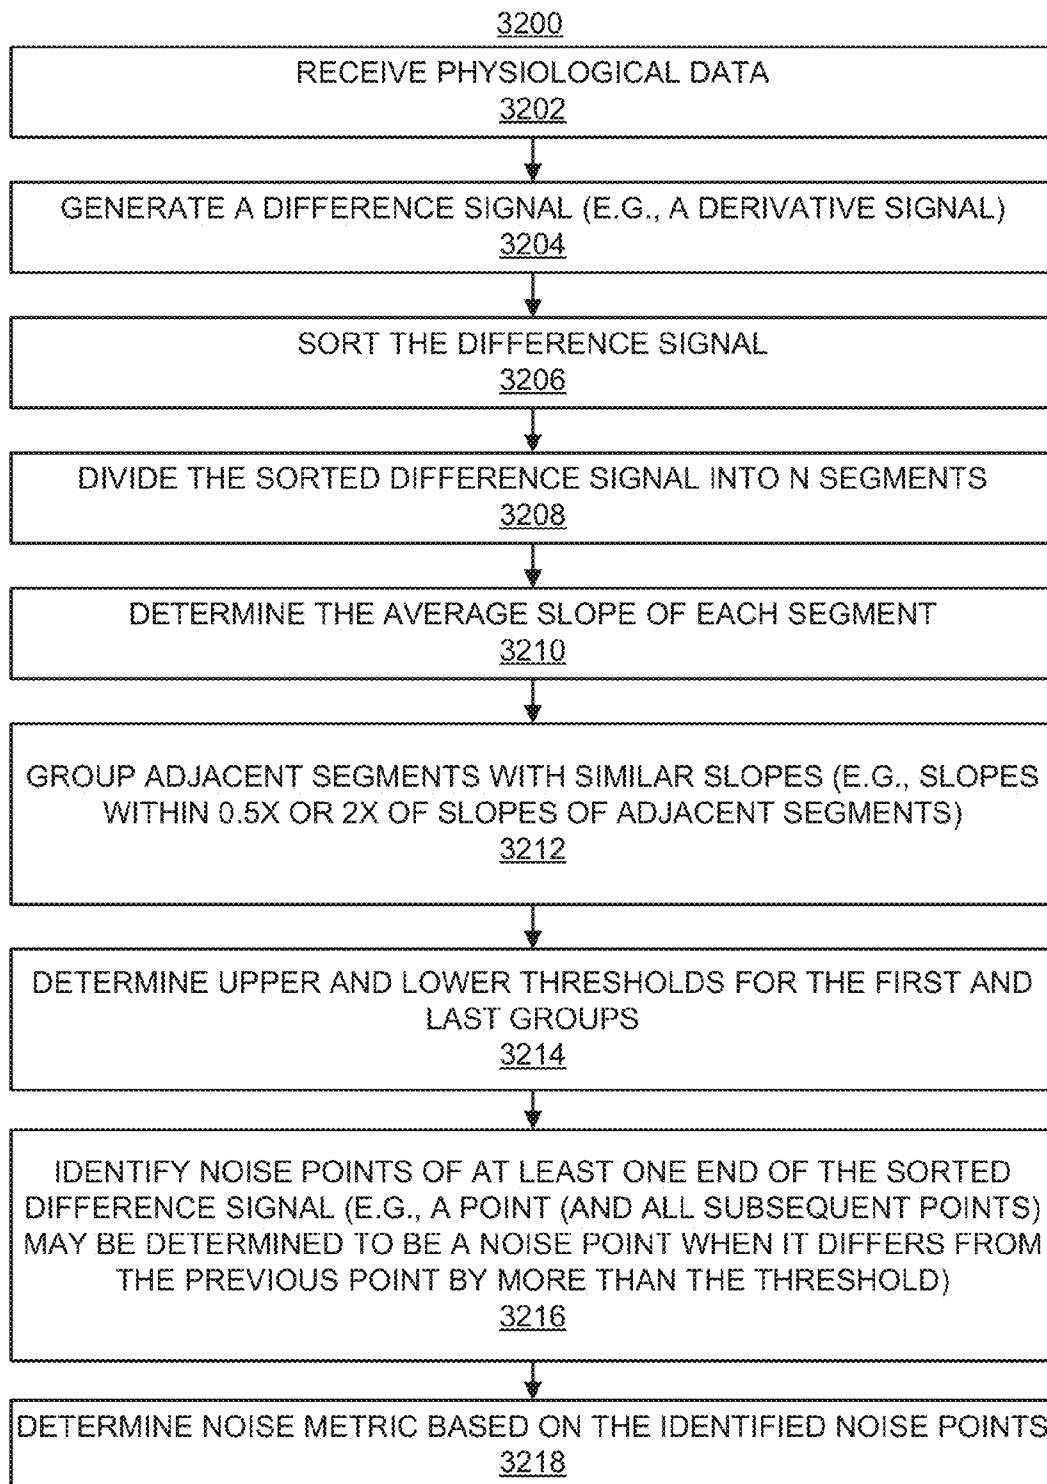 3200
RECEIVE PHYSIOLOGICAL DATA
3202
GENERATE A DIFFERENCE SIGNAL (E.G., A DERIVATIVE SIGNAL)
3204
SORT THE DIFFERENCE SIGNAL
3206
DIVIDE THE SORTED DIFFERENCE SIGNAL INTO N SEGMENTS
3208
DETERMINE THE AVERAGE SLOPE OF EACH SEGMENT
3210
GROUP ADJACENT SEGMENTS WITH SIMILAR SLOPES (E.G., SLOPES
WITHIN 0.5X OR 2X OF SLOPES OF ADJACENT SEGMENTS)
3212
DETERMINE UPPER AND LOWER THRESHOLDS FOR THE FIRST AND
LAST GROUPS
3214
IDENTIFY NOISE POINTS OF AT LEAST ONE END OF THE SORTED
DIFFERENCE SIGNAL (E.G., A POINT (AND ALL SUBSEQUENT POINTS)
MAY BE DETERMINED TO BE A NOISE POINT WHEN IT DIFFERS FROM
THE PREVIOUS POINT BY MORE THAN THE THRESHOLD)
3216
DETERMINE NOISE METRIC BASED ON THE IDENTIFIED NOISE POINTS
3218